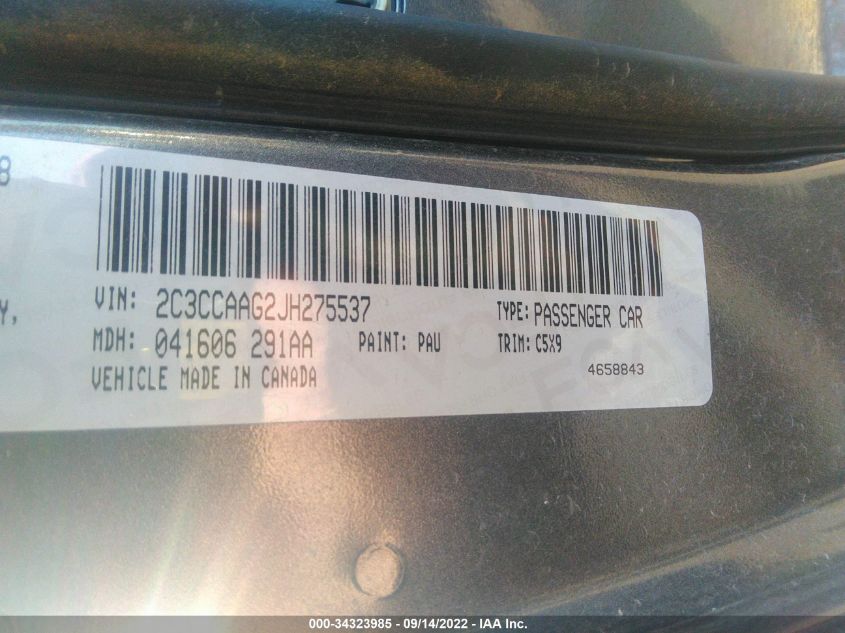 8
Y,
VIN: 2C3CCAAG2JH275537 TYPE: PASSENGER CAR
MDH: 041606 291AA PAINT: PAU TRIM: C5X9
VEHICLE MADE IN CANADA 4658843
000-34323985 - 09/14/2022 - IAA Inc.